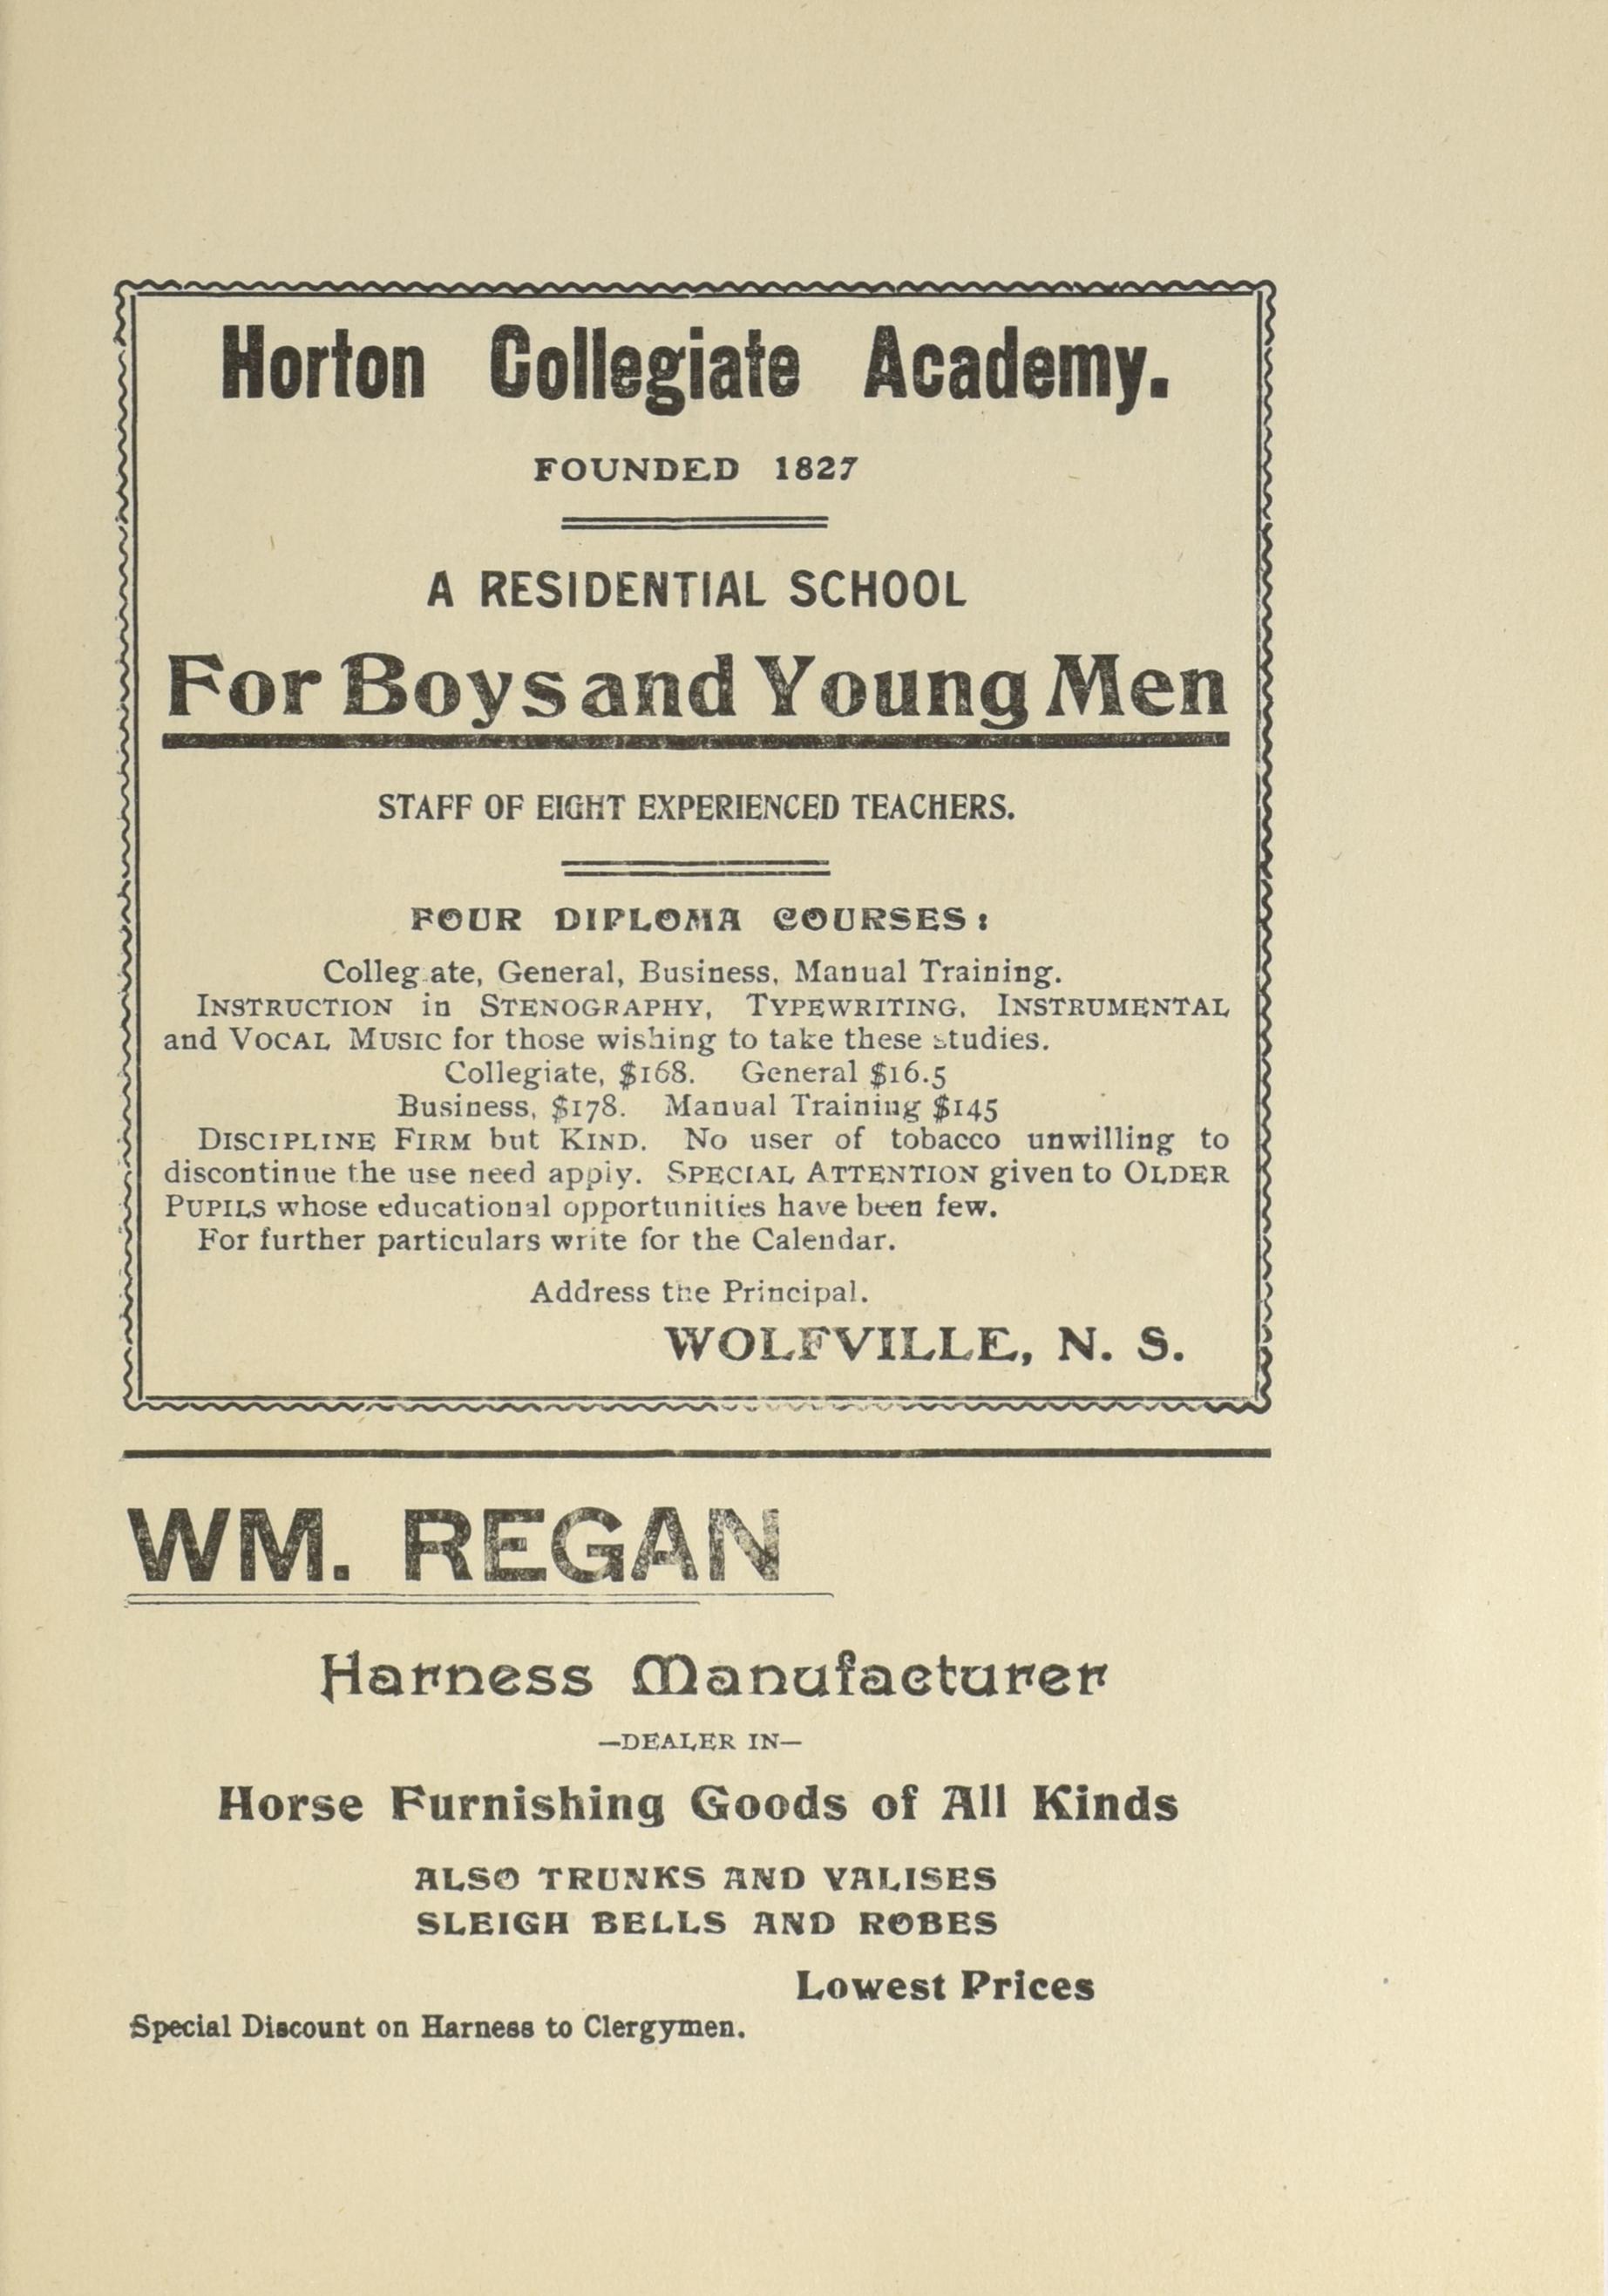 Horton Collegiate Academy.
FOUNDED 1827
A RESIDENTIAL SCHOOL
For Boys and Young Men
STAFF OF EIGHT EXPERIENCED TEACHERS.
FOUR DIPLOMA COURSES:
Colleg ate, General, Business, Manual Training.
INSTRUCTION in STENOGRAPHY, TYPEWRITING, INSTRUMENTAL
and VOCAL MUSIC for those wishing to take these studies.
Collegiate, $168. General $16.5
Business, $178. Manual Training $145
DISCIPLINE FIRM but KIND. No user of tobacco unwilling to
discontinue the use need apply. SPECIAL ATTENTION given to OLDER
PUPILS whose educational opportunities have been few.
For further particulars write for the Calendar.
Address the Principal.
WOLFVILLE, N. S.
WM. REGAN
Harness Manufacturer
—DEALER IN—
Horse Furnishing Goods of All Kinds
ALSO TRUNKS AND VALISES
SLEIGH BELLS AND ROBES
Lowest Prices
Special Discount on Harness to Clergymen.